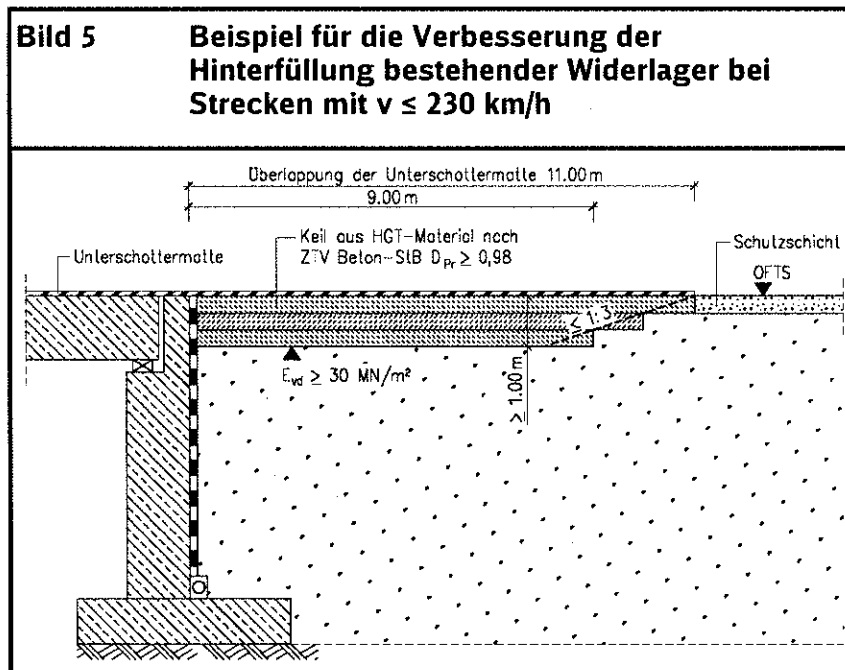 Bild 5
Beispiel für die Verbesserung der
Hinterfüllung bestehender Widerlager bei
Strecken mit v ≤ 230 km/h
Überlappung der Unterschottermatte 11.00 m
9.00 m
Keil aus HGT-Material nach
ZTV Beton-StB D_Pr ≥ 0,98
Unterschottermatte
Schutzschicht
OFTS
≤ 1:3
E_vd ≥ 30 MN/m²
≥ 1.00 m